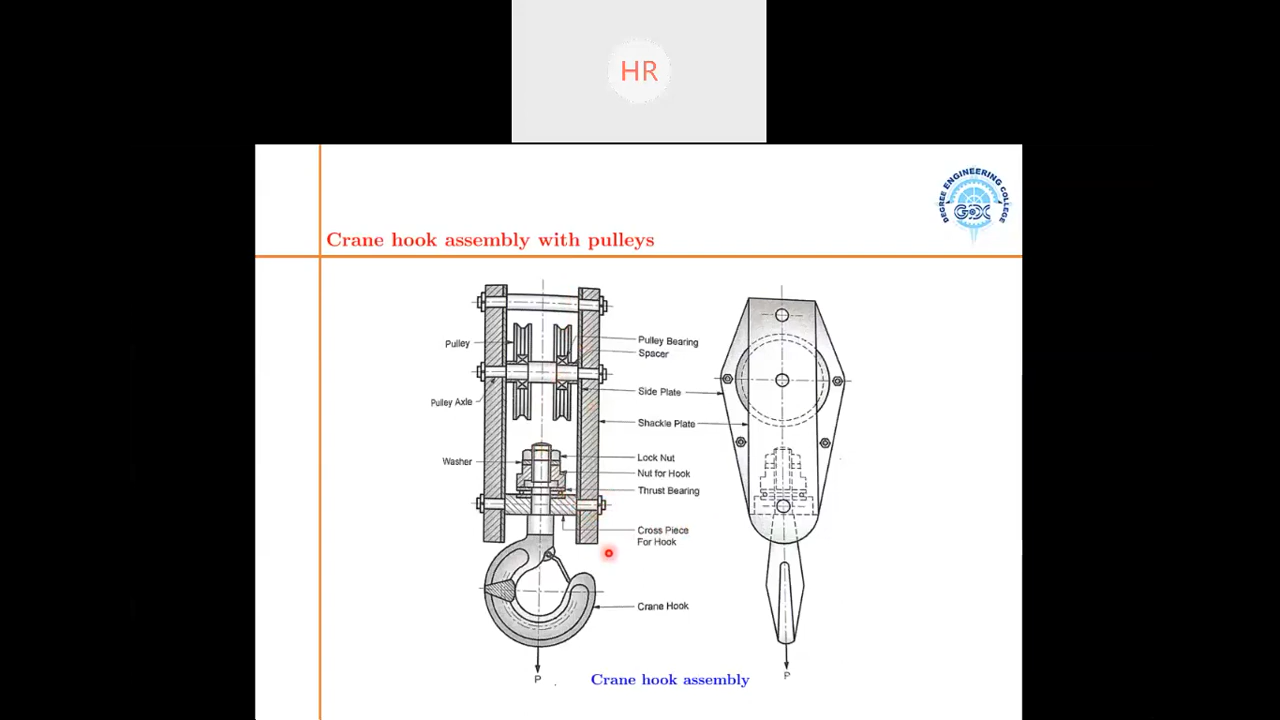 HR
DEGREE ENGINEERING COLLEGE
Crane hook assembly with pulleys
Pulley
Pulley Bearing
Spacer
Side Plate
Pulley Axle
Shackle Plate
Lock Nut
Washer
Nut for Hook
Thrust Bearing
Cross Piece
For Hook
Crane Hook
P
P
Crane hook assembly